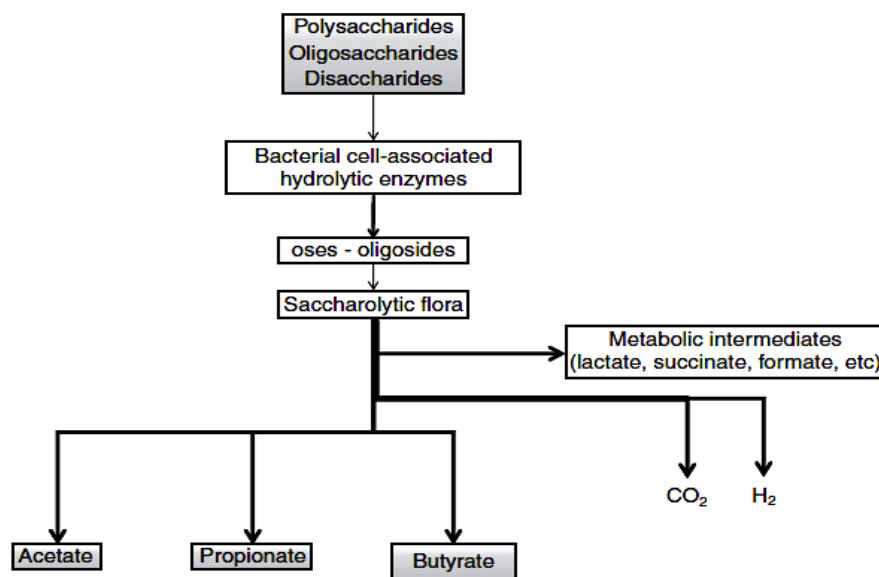 Polysaccharides
Oligosaccharides
Disaccharides
Bacterial cell-associated
hydrolytic enzymes
oses - oligosides
Saccharolytic flora
Metabolic intermediates
(lactate, succinate, formate, etc)
CO₂
H₂
Acetate
Propionate
Butyrate